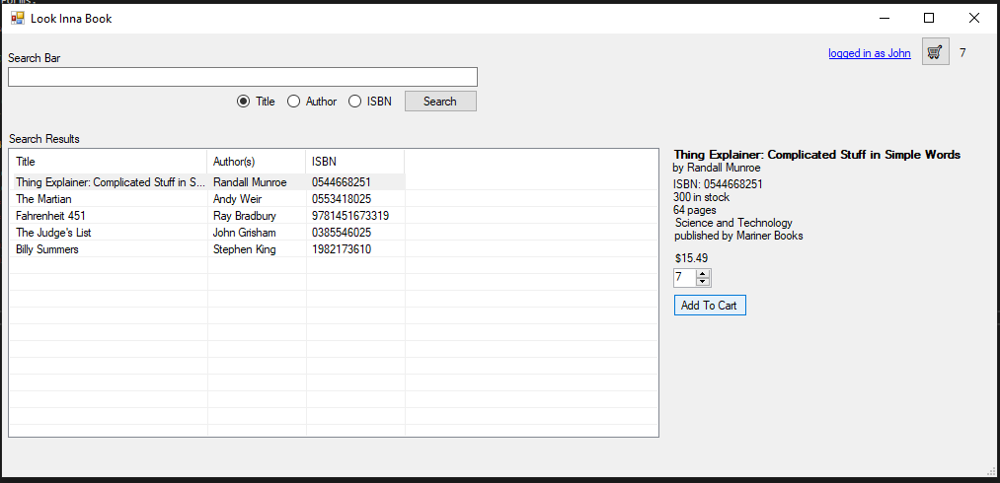 Look Inna Book
logged in as John
7
Search Bar
Title Author ISBN Search
Search Results
Title Author(s) ISBN
Thing Explainer: Complicated Stuff in S... Randall Munroe 0544668251
The Martian Andy Weir 0553418025
Fahrenheit 451 Ray Bradbury 9781451673319
The Judge's List John Grisham 0385546025
Billy Summers Stephen King 1982173610
Thing Explainer: Complicated Stuff in Simple Words
by Randall Munroe
ISBN: 0544668251
300 in stock
64 pages
Science and Technology
published by Mariner Books
$15.49
7
Add To Cart